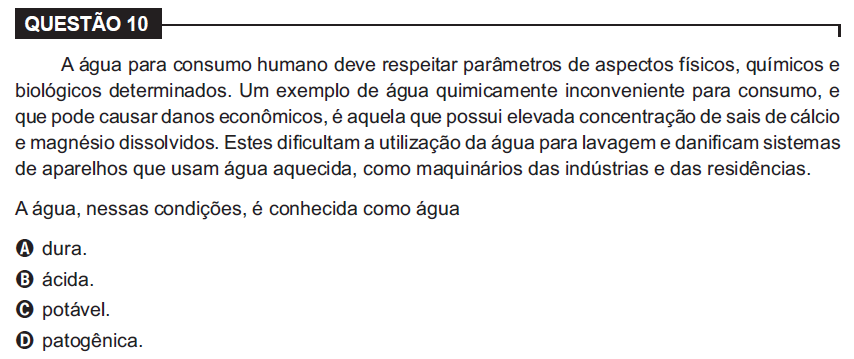 QUESTÃO 10
A água para consumo humano deve respeitar parâmetros de aspectos físicos, químicos e
biológicos determinados. Um exemplo de água quimicamente inconveniente para consumo, e
que pode causar danos econômicos, é aquela que possui elevada concentração de sais de cálcio
e magnésio dissolvidos. Estes dificultam a utilização da água para lavagem e danificam sistemas
de aparelhos que usam água aquecida, como maquinários das indústrias e das residências.
A água, nessas condições, é conhecida como água
A dura.
B ácida.
C potável.
D patogênica.